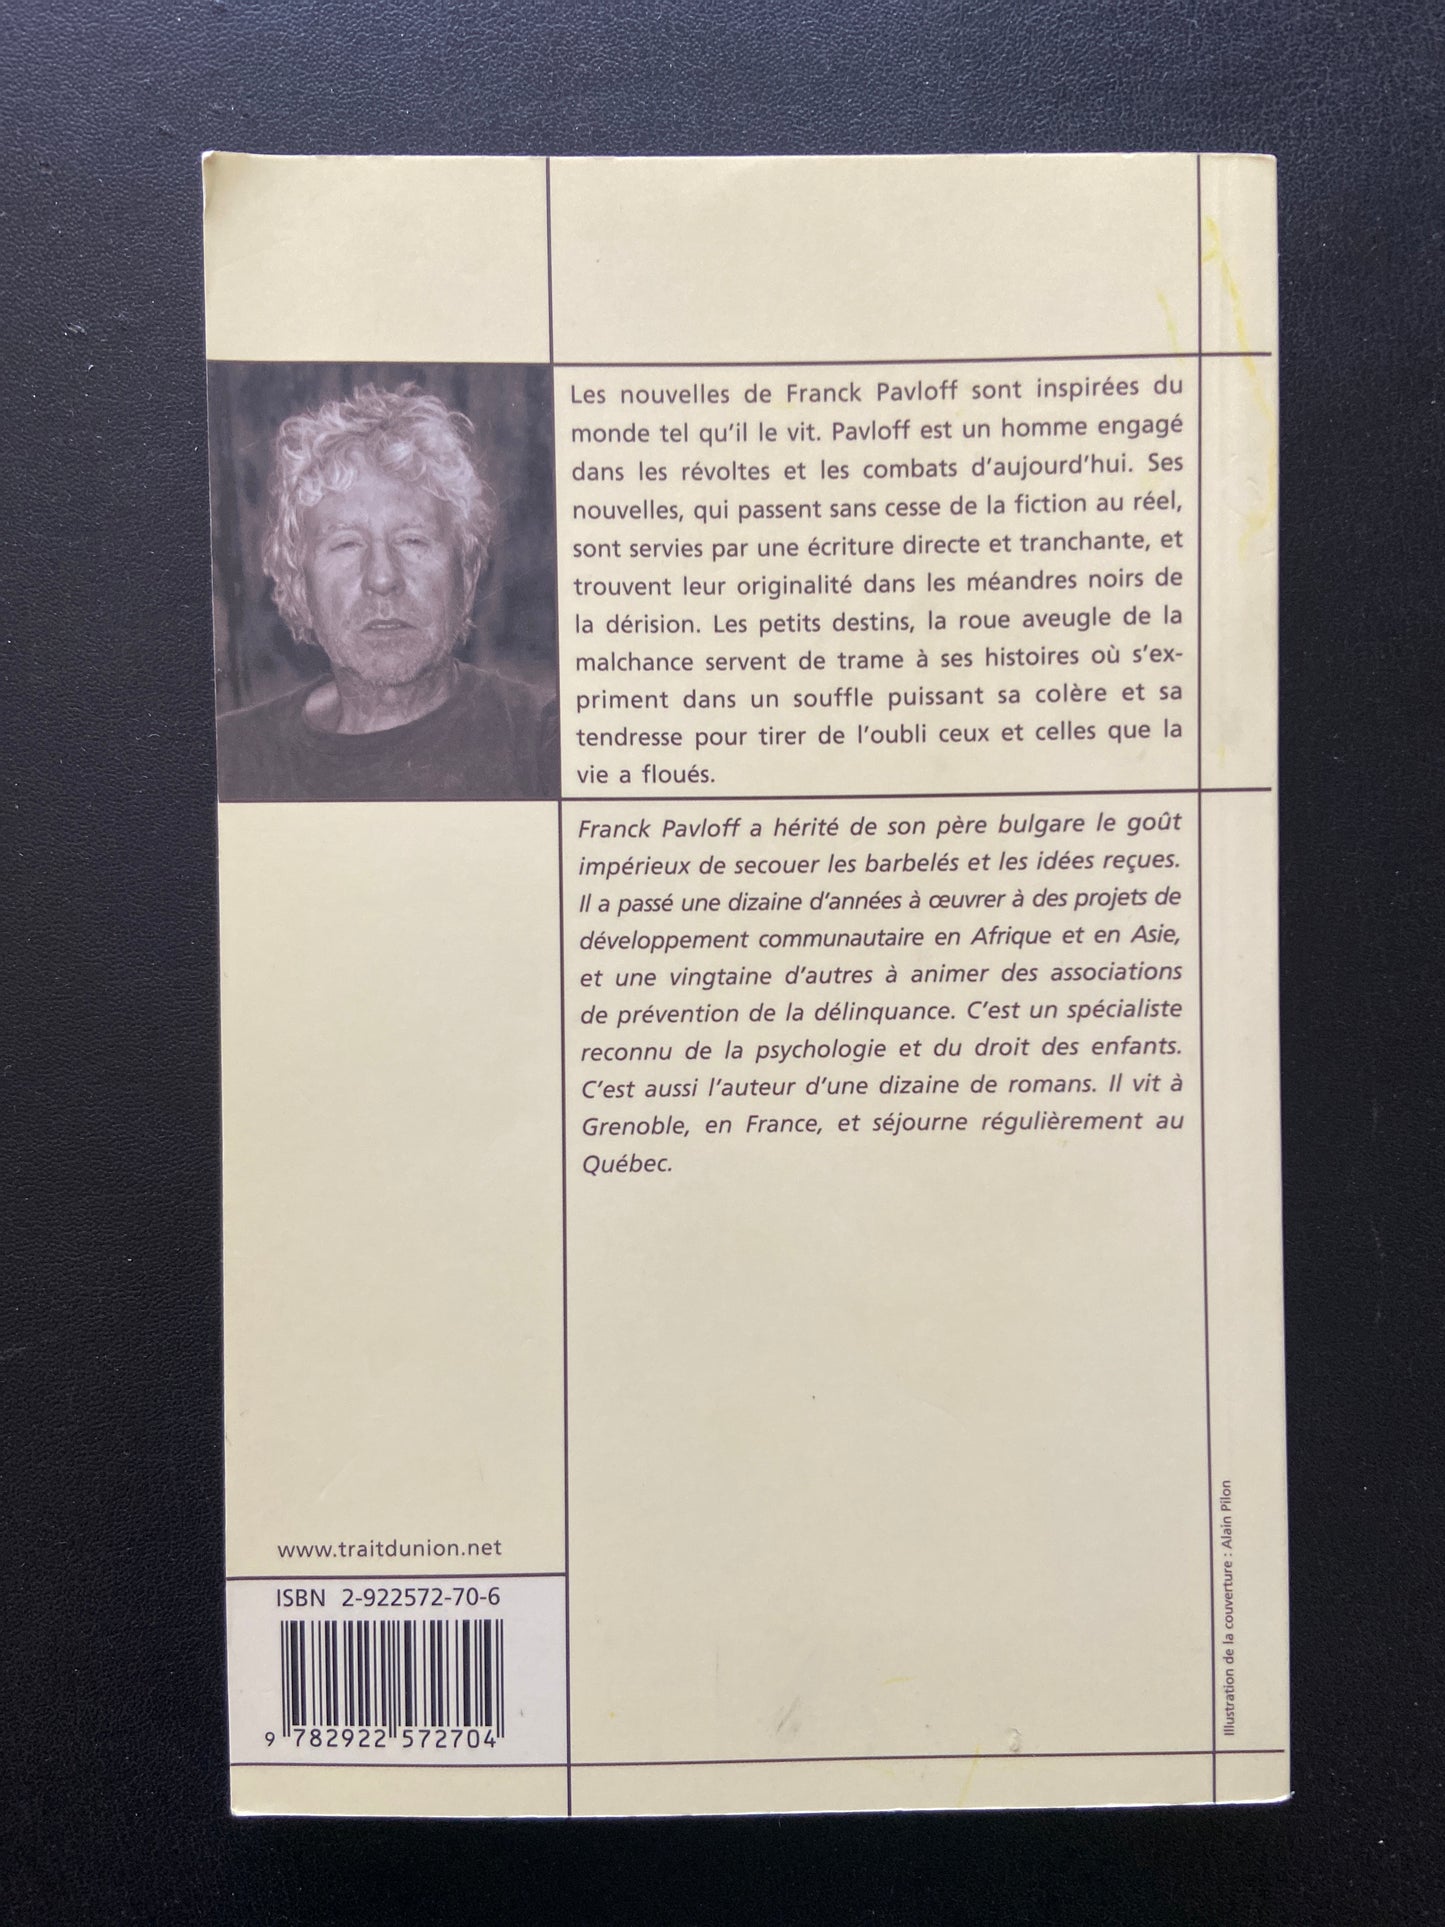 Les nouvelles de Franck Pavloff sont inspirées du
monde tel qu'il le vit. Pavloff est un homme engagé
dans les révoltes et les combats d'aujourd'hui. Ses
nouvelles, qui passent sans cesse de la fiction au réel,
sont servies par une écriture directe et tranchante, et
trouvent leur originalité dans les méandres noirs de
la dérision. Les petits destins, la roue aveugle de la
malchance servent de trame à ses histoires où s'ex-
priment dans un souffle puissant sa colère et sa
tendresse pour tirer de l'oubli ceux et celles que la
vie a floués.
Franck Pavloff a hérité de son père bulgare le goût
impérieux de secouer les barbelés et les idées reçues.
Il a passé une dizaine d'années à œuvrer à des projets de
développement communautaire en Afrique et en Asie,
et une vingtaine d'autres à animer des associations
de prévention de la délinquance. C'est un spécialiste
reconnu de la psychologie et du droit des enfants.
C'est aussi l'auteur d'une dizaine de romans. Il vit à
Grenoble, en France, et séjourne régulièrement au
Québec.
www.traitdunion.net
ISBN 2-922572-70-6
9 782922 572704
Illustration de la couverture : Alain Pilon